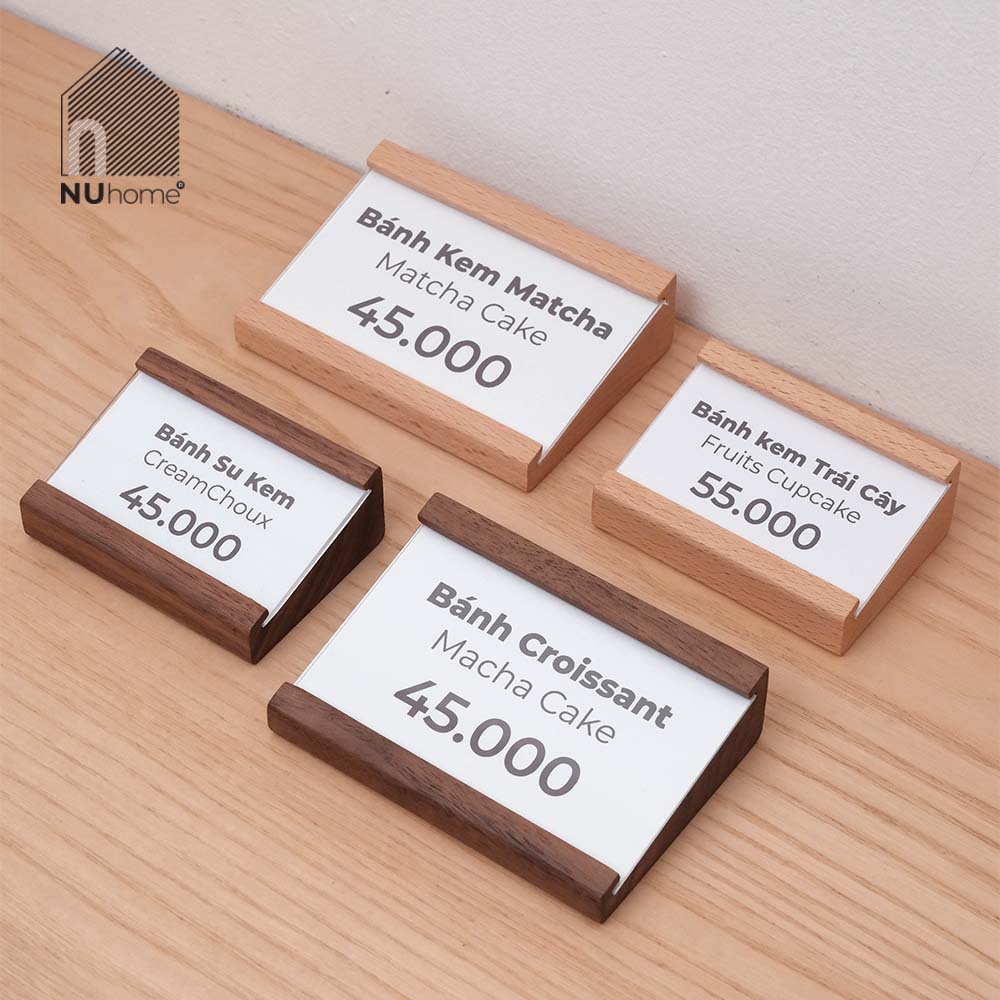 n
NUhome®
Bánh Kem Matcha
Matcha Cake
45.000
Bánh Su Kem
CreamChoux
45.000
Bánh kem Trái Cây
Fruits Cupcake
55.000
Bánh Croissant
Macha Cake
45.000